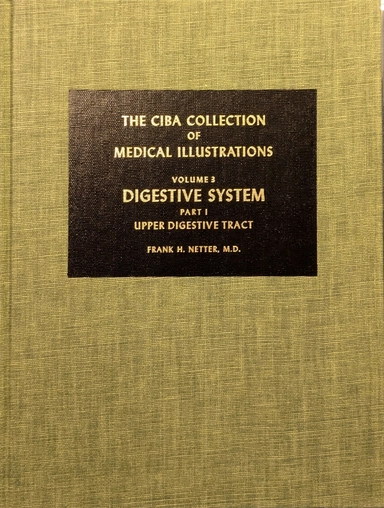 THE CIBA COLLECTION
OF
MEDICAL ILLUSTRATIONS
VOLUME 3
DIGESTIVE SYSTEM
PART I
UPPER DIGESTIVE TRACT
FRANK H. NETTER, M.D.